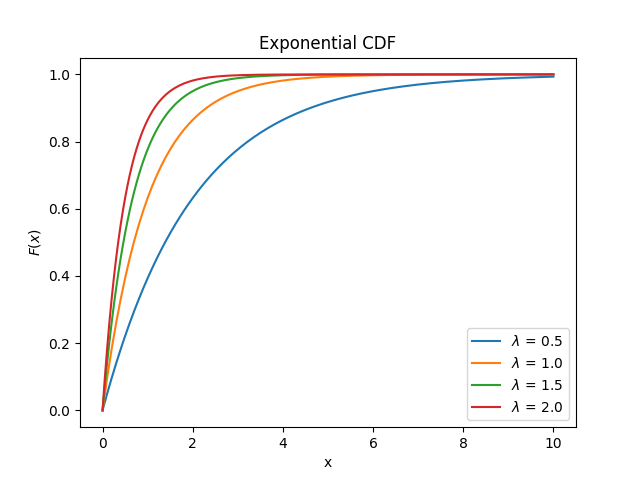 Exponential CDF
1.0
0.8
0.6
0.4
0.2
0.0
F(x)
0 2 4 6 8 10
x
λ = 0.5
λ = 1.0
λ = 1.5
λ = 2.0